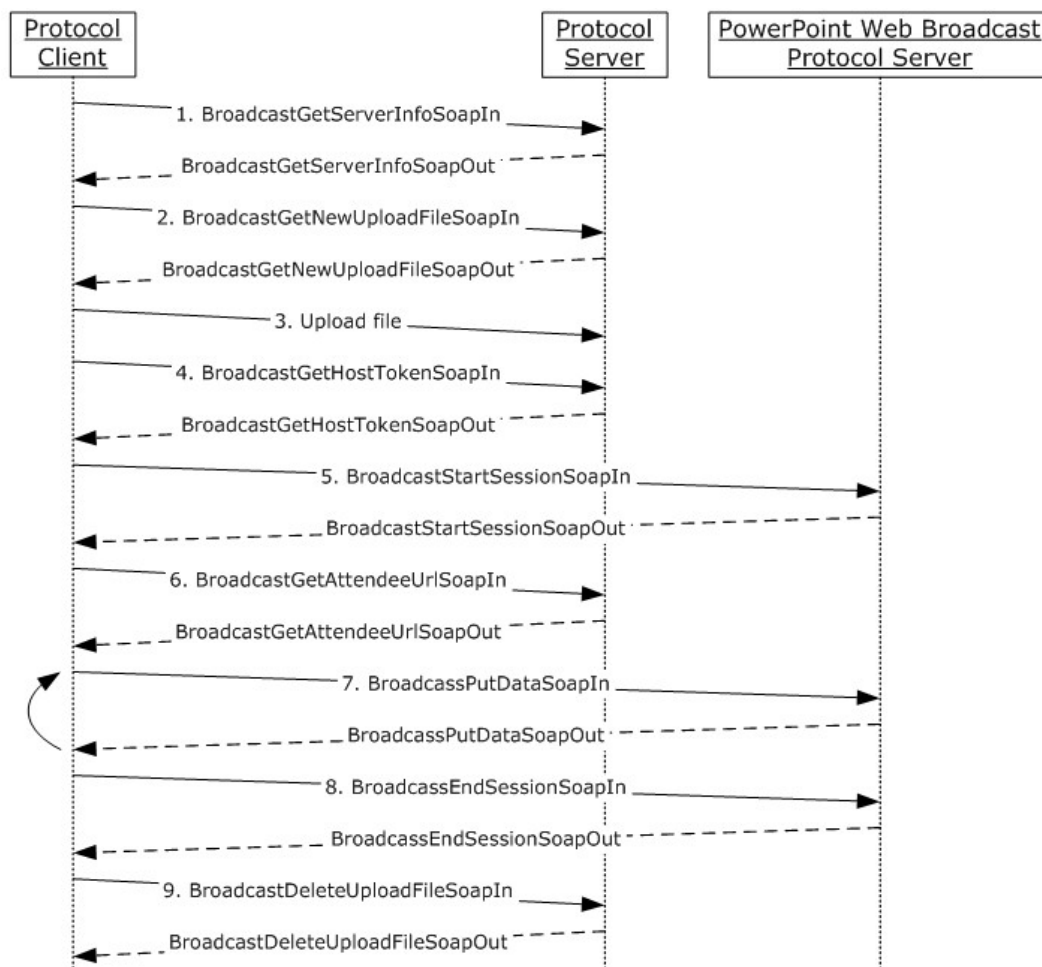 Protocol
Client
Protocol
Server
PowerPoint Web Broadcast
Protocol Server
1. BroadcastGetServerInfoSoapIn
BroadcastGetServerInfoSoapOut
2. BroadcastGetNewUploadFileSoapIn
BroadcastGetNewUploadFileSoapOut
3. Upload file
4. BroadcastGetHostTokenSoapIn
BroadcastGetHostTokenSoapOut
5. BroadcastStartSessionSoapIn
BroadcastStartSessionSoapOut
6. BroadcastGetAttendeeUrlSoapIn
BroadcastGetAttendeeUrlSoapOut
7. BroadcassPutDataSoapIn
BroadcassPutDataSoapOut
8. BroadcassEndSessionSoapIn
BroadcassEndSessionSoapOut
9. BroadcastDeleteUploadFileSoapIn
BroadcastDeleteUploadFileSoapOut